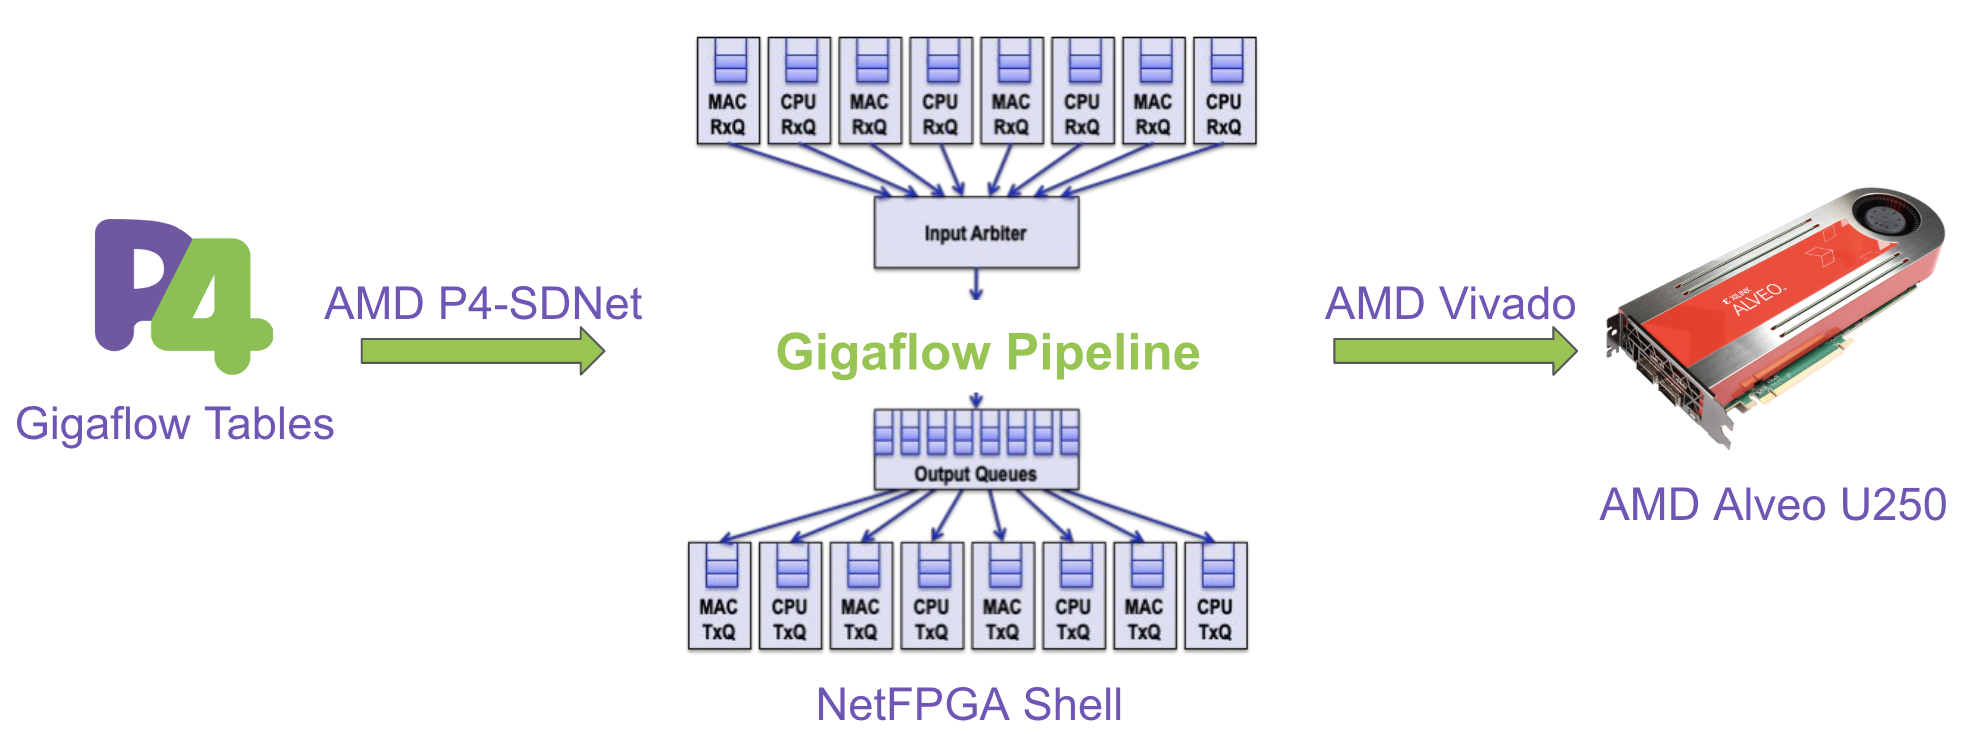 MAC CPU MAC CPU MAC CPU MAC CPU
RxQ RxQ RxQ RxQ RxQ RxQ RxQ RxQ
Input Arbiter
P4
AMD P4-SDNet
Gigaflow Pipeline
AMD Vivado
XILINX
ALVEO
Gigaflow Tables
Output Queues
AMD Alveo U250
MAC CPU MAC CPU MAC CPU MAC CPU
TxQ TxQ TxQ TxQ TxQ TxQ TxQ TxQ
NetFPGA Shell